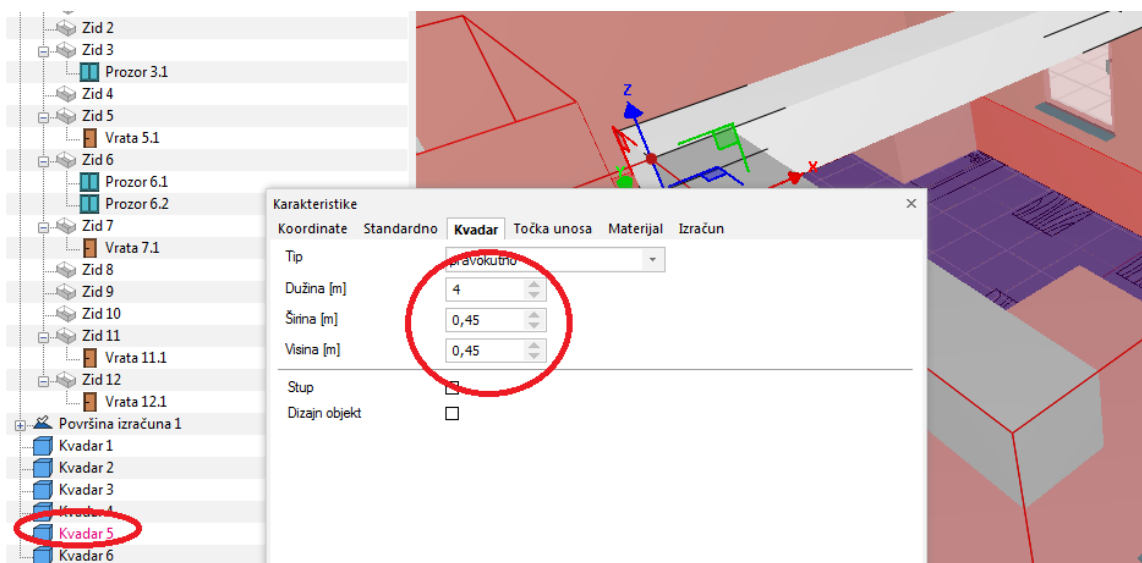 Zid 2
Zid 3
Prozor 3.1
Zid 4
Zid 5
Vrata 5.1
Zid 6
Prozor 6.1
Prozor 6.2
Zid 7
Vrata 7.1
Zid 8
Zid 9
Zid 10
Zid 11
Vrata 11.1
Zid 12
Vrata 12.1
Površina izračuna 1
Kvadar 1
Kvadar 2
Kvadar 3
Kvadar 4
Kvadar 5
Kvadar 6
Z
X
Karakteristike
Koordinate Standardno Kvadar Točka unosa Materijal Izračun
Tip pravokutno
Dužina [m] 4
Širina [m] 0,45
Visina [m] 0,45
Stup
Dizajn objekt